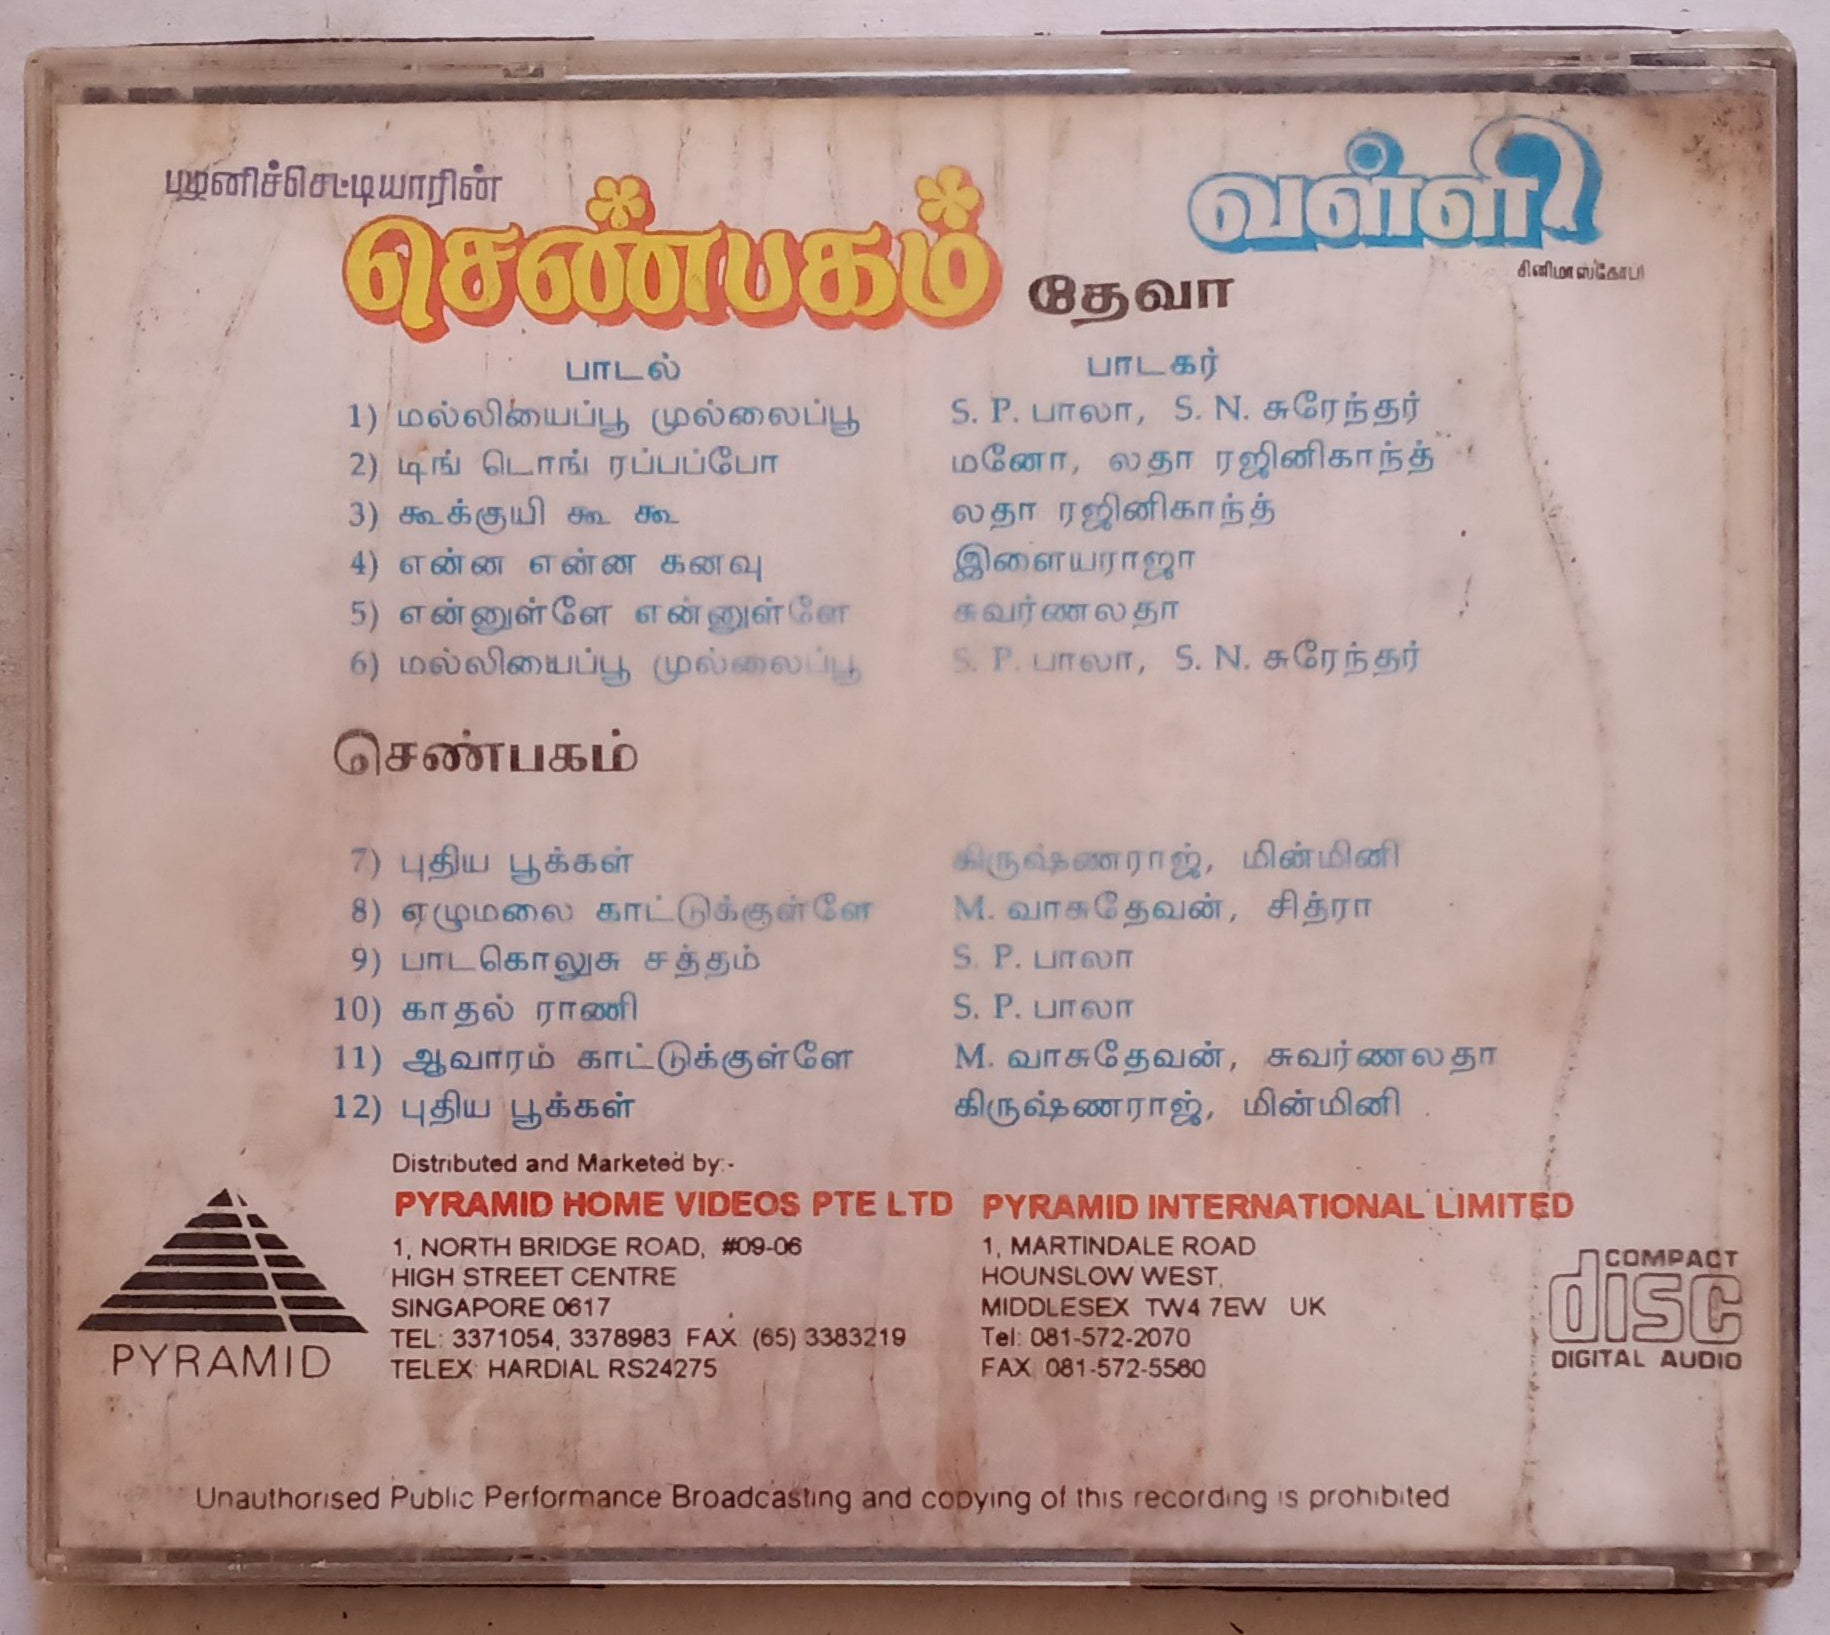 பழனிச்செட்டியாரின்
செண்பகம்
வள்ளி
சினிமாஸ்கோப்
தேவா
பாடல் பாடகர்
1) மல்லியைப்பூ முல்லைப்பூ S. P. பாலா, S. N. சுரேந்தர்
2) டிங் டொங் ரப்பப்போ மனோ, லதா ரஜினிகாந்த்
3) கூக்குயி கூ கூ லதா ரஜினிகாந்த்
4) என்ன என்ன கனவு இளையராஜா
5) என்னுள்ளே என்னுள்ளே சுவர்ணலதா
6) மல்லியைப்பூ முல்லைப்பூ S. P. பாலா, S. N. சுரேந்தர்
செண்பகம்
7) புதிய பூக்கள் கிருஷ்ணராஜ், மின்மினி
8) ஏழுமலை காட்டுக்குள்ளே M. வாசுதேவன், சித்ரா
9) பாடகொலுசு சத்தம் S. P. பாலா
10) காதல் ராணி S. P. பாலா
11) ஆவாரம் காட்டுக்குள்ளே M. வாசுதேவன், சுவர்ணலதா
12) புதிய பூக்கள் கிருஷ்ணராஜ், மின்மினி
Distributed and Marketed by:-
PYRAMID HOME VIDEOS PTE LTD
1, NORTH BRIDGE ROAD, #09-06
HIGH STREET CENTRE
SINGAPORE 0617
TEL: 3371054, 3378983 FAX (65) 3383219
TELEX HARDIAL RS24275
PYRAMID INTERNATIONAL LIMITED
1, MARTINDALE ROAD
HOUNSLOW WEST,
MIDDLESEX TW4 7EW UK
Tel: 081-572-2070
FAX 081-572-5560
PYRAMID
COMPACT
disc
DIGITAL AUDIO
Unauthorised Public Performance Broadcasting and copying of this recording is prohibited